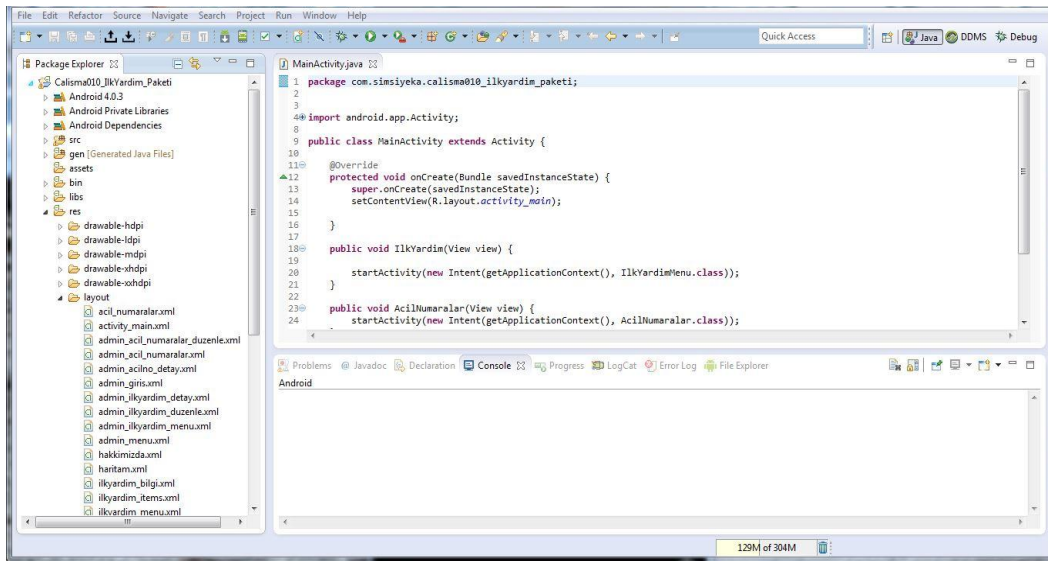 File Edit Refactor Source Navigate Search Project Run Window Help
Quick Access
Java
DDMS
Debug
Package Explorer
Calisma010_IlkYardim_Paketi
Android 4.0.3
Android Private Libraries
Android Dependencies
src
gen [Generated Java Files]
assets
bin
libs
res
drawable-hdpi
drawable-ldpi
drawable-mdpi
drawable-xhdpi
drawable-xxhdpi
layout
acil_numaralar.xml
activity_main.xml
admin_acil_numaralar_duzenle.xml
admin_acil_numaralar.xml
admin_acilno_detay.xml
admin_giris.xml
admin_ilkyardim_detay.xml
admin_ilkyardim_duzenle.xml
admin_ilkyardim_menu.xml
admin_menu.xml
hakkimizda.xml
haritam.xml
ilkyardim_bilgi.xml
ilkyardim_items.xml
ilkyardim_menu.xml
MainActivity.java
1 package com.simsiyeka.calisma010_ilkyardim_paketi;
2
3
4 import android.app.Activity;
8
9 public class MainActivity extends Activity {
10
11 @Override
12 protected void onCreate(Bundle savedInstanceState) {
13 super.onCreate(savedInstanceState);
14 setContentView(R.layout.activity_main);
15
16 }
17
18 public void IlkYardim(View view) {
19
20 startActivity(new Intent(getApplicationContext(), IlkYardimMenu.class));
21 }
22
23 public void AcilNumaralar(View view) {
24 startActivity(new Intent(getApplicationContext(), AcilNumaralar.class));
Problems @ Javadoc Declaration Console Progress LogCat Error Log File Explorer
Android
129M of 304M